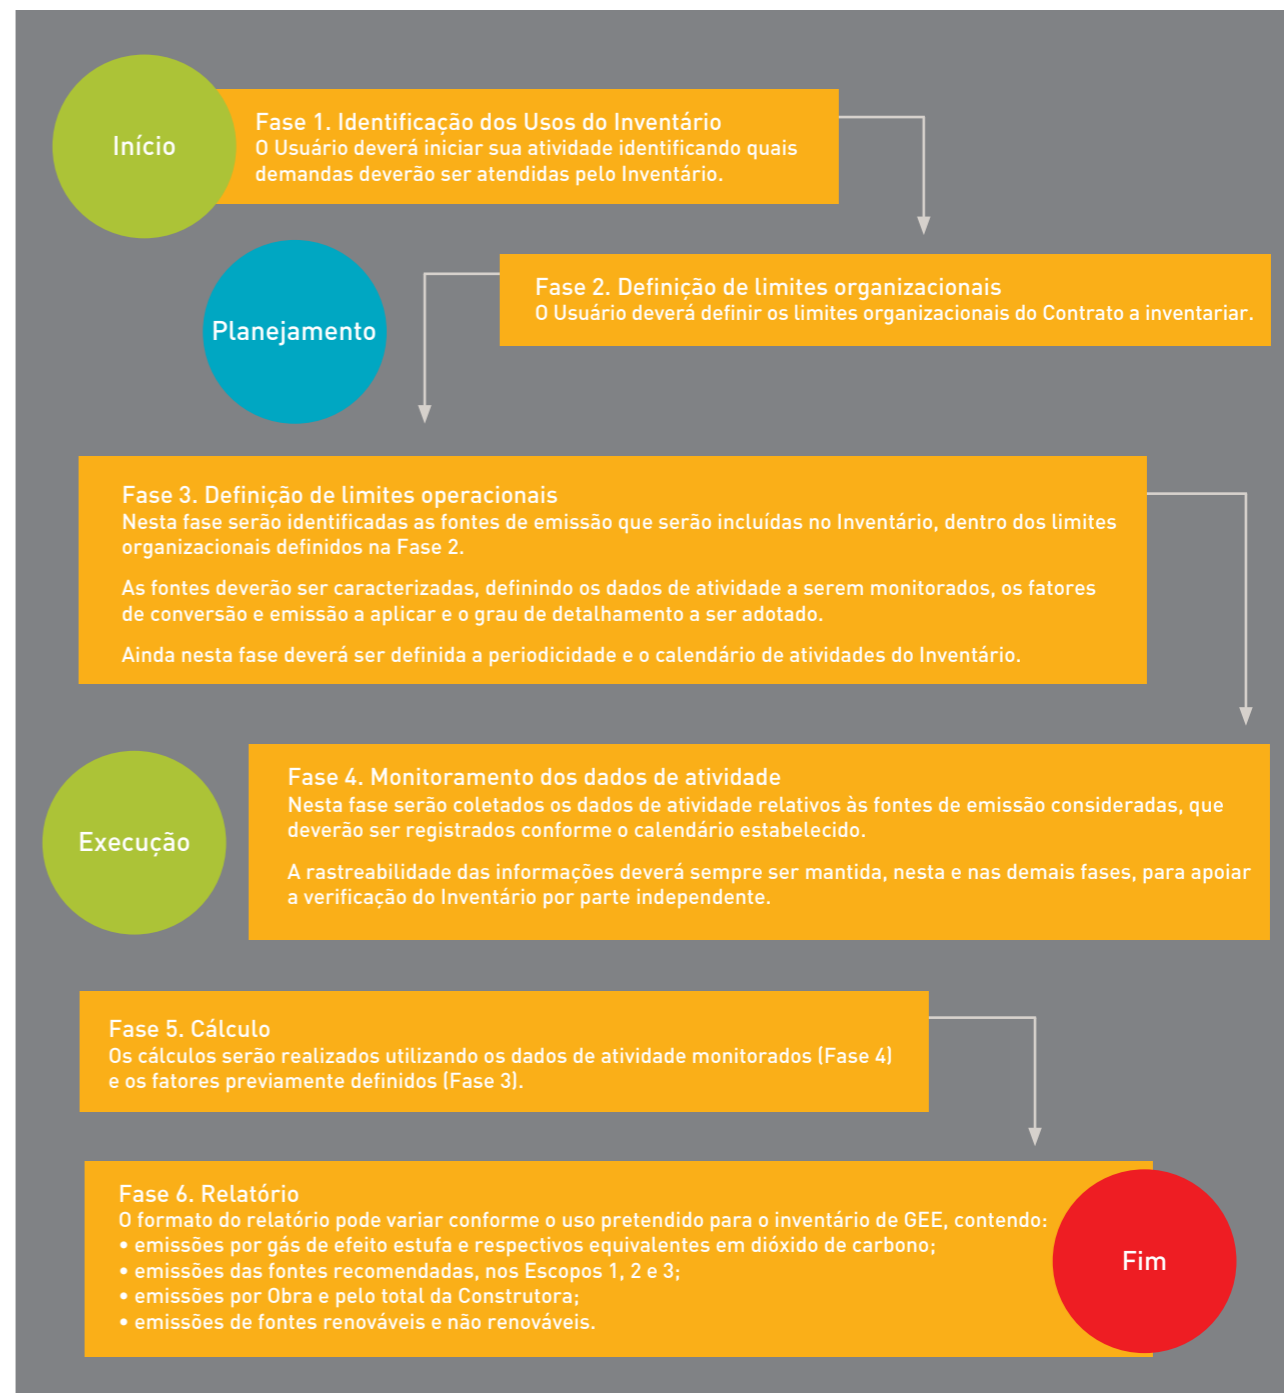 Início
Fase 1. Identificação dos Usos do Inventário
O Usuário deverá iniciar sua atividade identificando quais
demandas deverão ser atendidas pelo Inventário.
Planejamento
Fase 2. Definição de limites organizacionais
O Usuário deverá definir os limites organizacionais do Contrato a inventariar.
Fase 3. Definição de limites operacionais
Nesta fase serão identificadas as fontes de emissão que serão incluídas no Inventário, dentro dos limites
organizacionais definidos na Fase 2.
As fontes deverão ser caracterizadas, definindo os dados de atividade a serem monitorados, os fatores
de conversão e emissão a aplicar e o grau de detalhamento a ser adotado.
Ainda nesta fase deverá ser definida a periodicidade e o calendário de atividades do Inventário.
Execução
Fase 4. Monitoramento dos dados de atividade
Nesta fase serão coletados os dados de atividade relativos às fontes de emissão consideradas, que
deverão ser registrados conforme o calendário estabelecido.
A rastreabilidade das informações deverá sempre ser mantida, nesta e nas demais fases, para apoiar
a verificação do Inventário por parte independente.
Fase 5. Cálculo
Os cálculos serão realizados utilizando os dados de atividade monitorados (Fase 4)
e os fatores previamente definidos (Fase 3).
Fase 6. Relatório
O formato do relatório pode variar conforme o uso pretendido para o inventário de GEE, contendo:
• emissões por gás de efeito estufa e respectivos equivalentes em dióxido de carbono;
• emissões das fontes recomendadas, nos Escopos 1, 2 e 3;
• emissões por Obra e pelo total da Construtora;
• emissões de fontes renováveis e não renováveis.
Fim